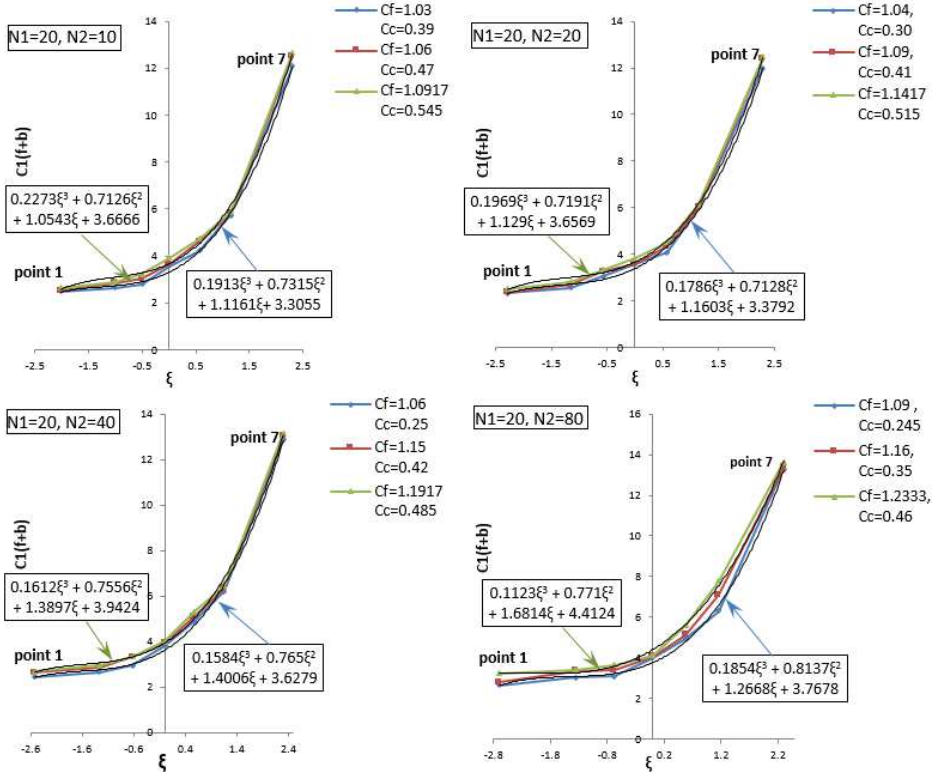 N1=20, N2=10
Cf=1.03
Cc=0.39
Cf=1.06
Cc=0.47
Cf=1.0917
Cc=0.545
point 7
C1(f+b)
14
12
10
8
6
4
2
0
0.2273ξ³ + 0.7126ξ²
+ 1.0543ξ + 3.6666
point 1
0.1913ξ³ + 0.7315ξ²
+ 1.1161ξ+ 3.3055
-2.5
-1.5
-0.5
0.5
1.5
2.5
ξ
N1=20, N2=20
Cf=1.04,
Cc=0.30
Cf=1.09,
Cc=0.41
Cf=1.1417
Cc=0.515
point 7
C1(f+b)
14
12
10
8
6
4
2
0
0.1969ξ³ + 0.7191ξ²
+ 1.129ξ + 3.6569
point 1
0.1786ξ³ + 0.7128ξ²
+ 1.1603ξ + 3.3792
-2.5
-1.5
-0.5
0.5
1.5
2.5
ξ
N1=20, N2=40
Cf=1.06
Cc=0.25
Cf=1.15
Cc=0.42
Cf=1.1917
Cc=0.485
point 7
C1(f+b)
14
12
10
8
6
4
2
0
0.1612ξ³ + 0.7556ξ²
+ 1.3897ξ + 3.9424
point 1
0.1584ξ³ + 0.765ξ²
+ 1.4006ξ + 3.6279
-2.6
-1.6
-0.6
0.4
1.4
2.4
ξ
N1=20, N2=80
Cf=1.09 ,
Cc=0.245
Cf=1.16,
Cc=0.35
Cf=1.2333,
Cc=0.46
point 7
C1(f+b)
16
14
12
10
8
6
4
2
0
0.1123ξ³ + 0.771ξ²
+ 1.6814ξ + 4.4124
point 1
0.1854ξ³ + 0.8137ξ²
+ 1.2668ξ + 3.7678
-2.8
-1.8
-0.8
0.2
1.2
2.2
ξ